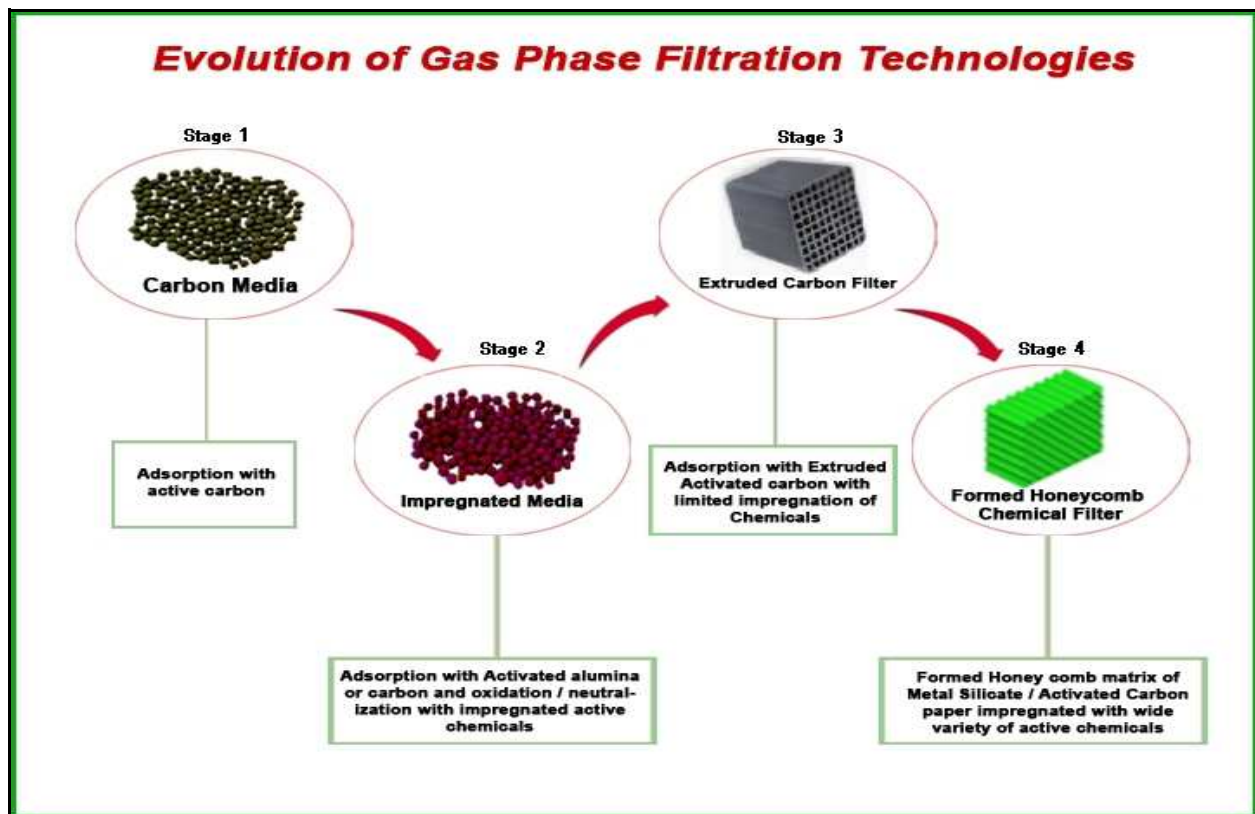 Evolution of Gas Phase Filtration Technologies
Stage 1
Carbon Media
Adsorption with
active carbon
Stage 2
Impregnated Media
Adsorption with Activated alumina
or carbon and oxidation / neutral-
ization with impregnated active
chemicals
Stage 3
Extruded Carbon Filter
Adsorption with Extruded
Activated carbon with
limited impregnation of
Chemicals
Stage 4
Formed Honeycomb
Chemical Filter
Formed Honey comb matrix of
Metal Silicate / Activated Carbon
paper impregnated with wide
variety of active chemicals